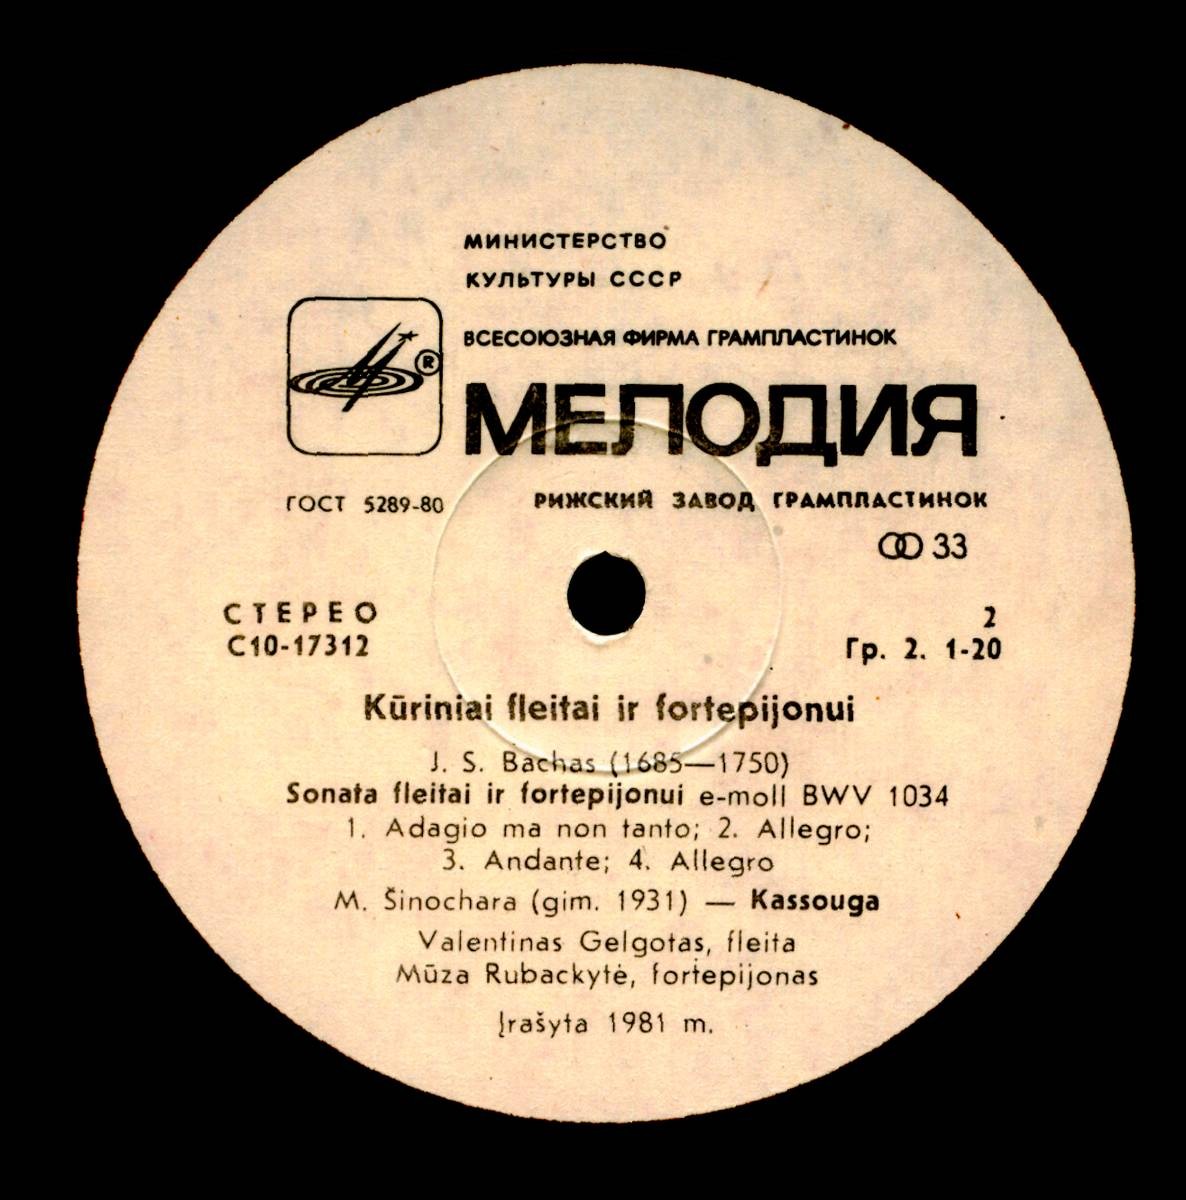 МИНИСТЕРСТВО
КУЛЬТУРЫ СССР
ВСЕСОЮЗНАЯ ФИРМА ГРАМПЛАСТИНОК
®
МЕЛОДИЯ
ГОСТ 5289-80
РИЖСКИЙ ЗАВОД ГРАМПЛАСТИНОК
33
СТЕРЕО
2
С10-17312
Гр. 2. 1-20
Kūriniai fleitai ir fortepijonui
J. S. Bachas (1685—1750)
Sonata fleitai ir fortepijonui e-moll BWV 1034
1. Adagio ma non tanto; 2. Allegro;
3. Andante; 4. Allegro
M. Šinochara (gim. 1931) — Kassouga
Valentinas Gelgotas, fleita
Mūza Rubackytė, fortepijonas
Įrašyta 1981 m.